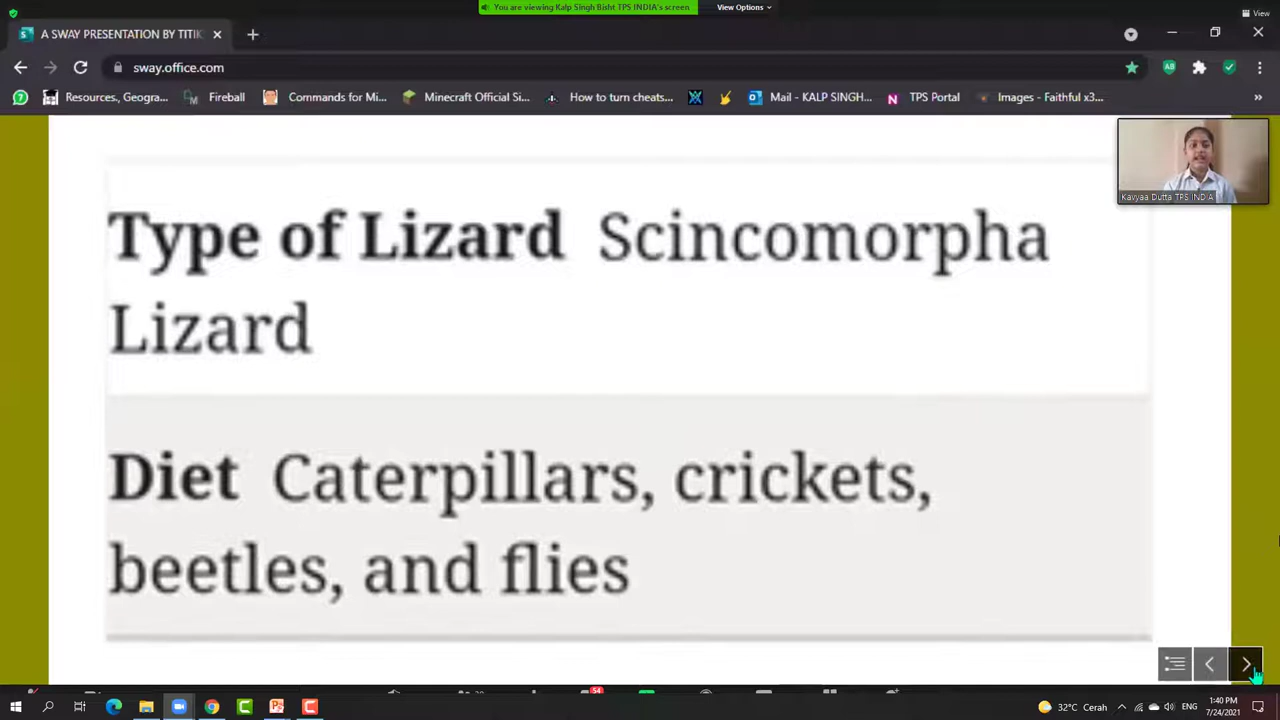 You are viewing Kalp Singh Bisht TPS INDIA's screen
View Options
View
A SWAY PRESENTATION BY TITIK
sway.office.com
Resources, Geogra...
Fireball
Commands for Mi...
Minecraft Official Si...
How to turn cheats...
Mail - KALP SINGH...
TPS Portal
Images - Faithful x3...
Kavyaa Dutta TPS INDIA
Type of Lizard Scincomorpha
Lizard
Diet Caterpillars, crickets,
beetles, and flies
54
32°C Cerah
ENG
1:40 PM
7/24/2021